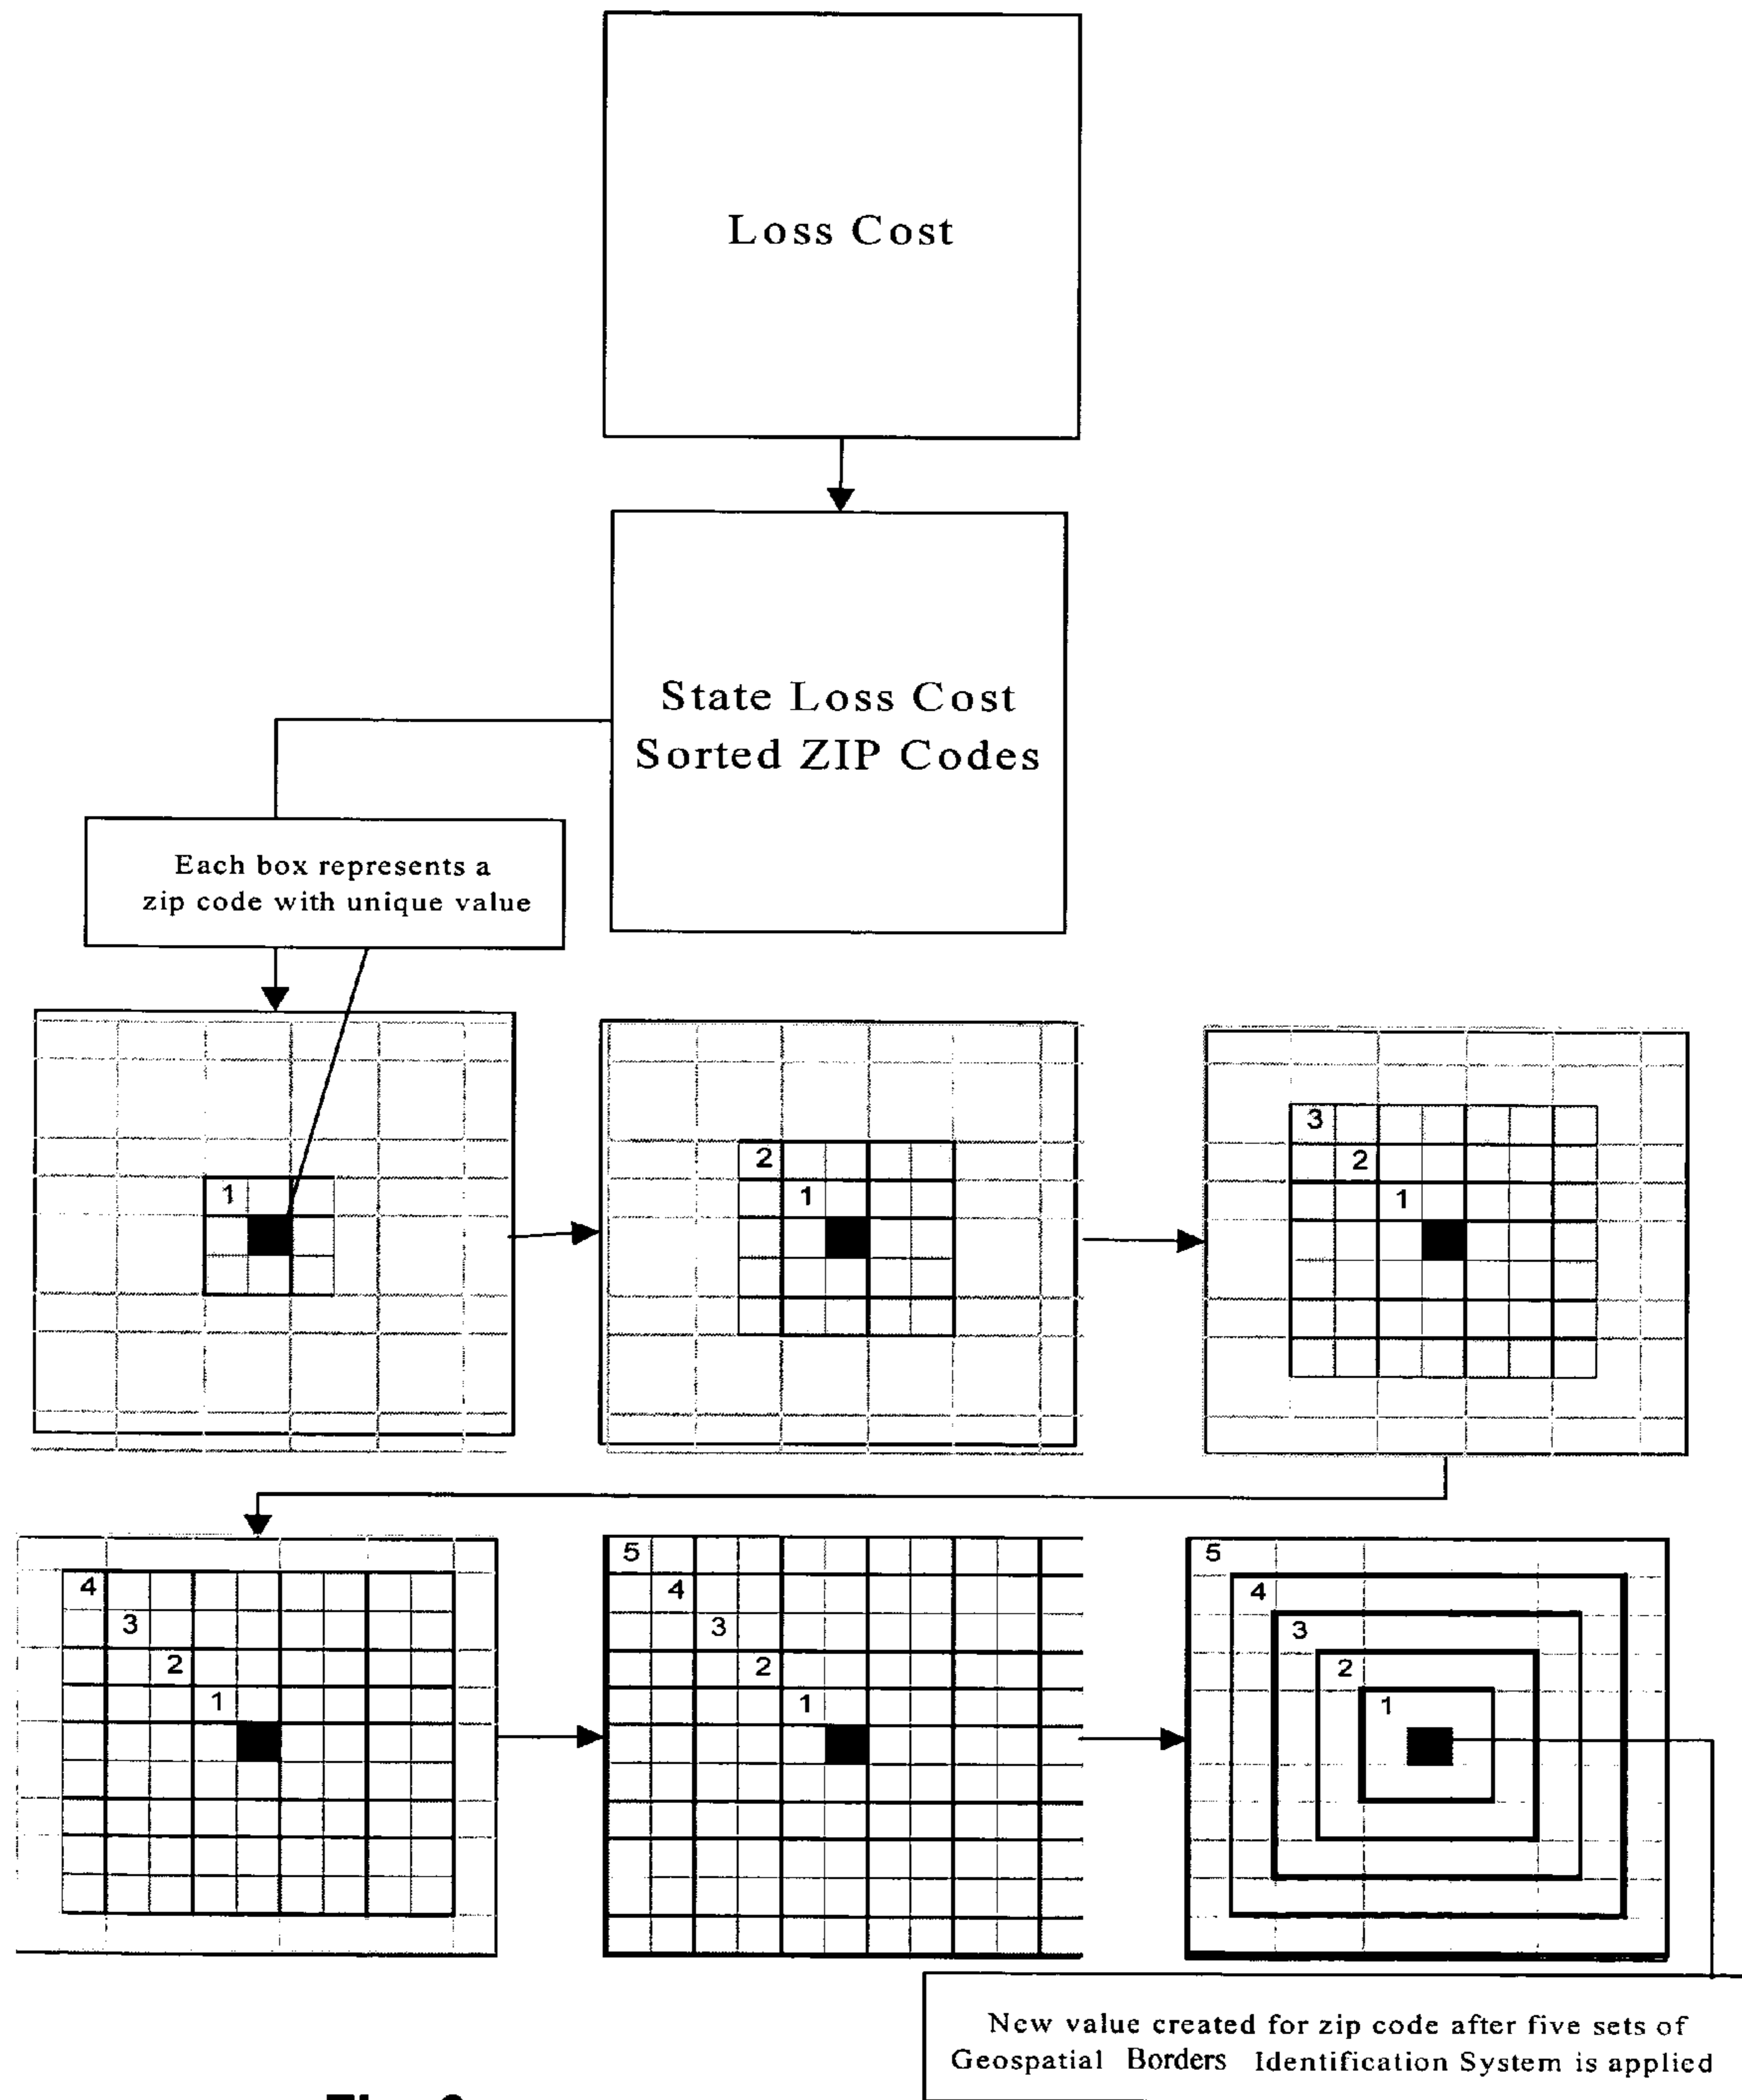 Loss Cost
State Loss Cost
Sorted ZIP Codes
Each box represents a
zip code with unique value
1
2
1
3
2
1
4
3
2
1
5
4
3
2
1
5
4
3
2
1
New value created for zip code after five sets of
Geospatial Borders Identification System is applied